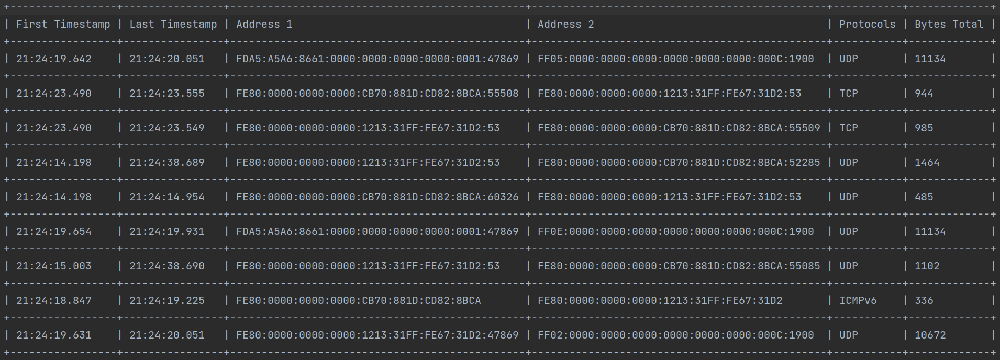 +-----------------+----------------+-----------------------------------------------+-----------------------------------------------+-----------+-------------+
| First Timestamp | Last Timestamp | Address 1                                     | Address 2                                     | Protocols | Bytes Total |
+-----------------+----------------+-----------------------------------------------+-----------------------------------------------+-----------+-------------+
| 21:24:19.642    | 21:24:20.051   | FDA5:A5A6:8661:0000:0000:0000:0000:0001:47869 | FF05:0000:0000:0000:0000:0000:0000:000C:1900  | UDP       | 11134       |
+-----------------+----------------+-----------------------------------------------+-----------------------------------------------+-----------+-------------+
| 21:24:23.490    | 21:24:23.555   | FE80:0000:0000:0000:CB70:881D:CD82:8BCA:55508 | FE80:0000:0000:0000:1213:31FF:FE67:31D2:53    | TCP       | 944         |
+-----------------+----------------+-----------------------------------------------+-----------------------------------------------+-----------+-------------+
| 21:24:23.490    | 21:24:23.549   | FE80:0000:0000:0000:1213:31FF:FE67:31D2:53    | FE80:0000:0000:0000:CB70:881D:CD82:8BCA:55509 | TCP       | 985         |
+-----------------+----------------+-----------------------------------------------+-----------------------------------------------+-----------+-------------+
| 21:24:14.198    | 21:24:38.689   | FE80:0000:0000:0000:1213:31FF:FE67:31D2:53    | FE80:0000:0000:0000:CB70:881D:CD82:8BCA:52285 | UDP       | 1464        |
+-----------------+----------------+-----------------------------------------------+-----------------------------------------------+-----------+-------------+
| 21:24:14.198    | 21:24:14.954   | FE80:0000:0000:0000:CB70:881D:CD82:8BCA:60326 | FE80:0000:0000:0000:1213:31FF:FE67:31D2:53    | UDP       | 485         |
+-----------------+----------------+-----------------------------------------------+-----------------------------------------------+-----------+-------------+
| 21:24:19.654    | 21:24:19.931   | FDA5:A5A6:8661:0000:0000:0000:0000:0001:47869 | FF0E:0000:0000:0000:0000:0000:0000:000C:1900  | UDP       | 11134       |
+-----------------+----------------+-----------------------------------------------+-----------------------------------------------+-----------+-------------+
| 21:24:15.003    | 21:24:38.690   | FE80:0000:0000:0000:1213:31FF:FE67:31D2:53    | FE80:0000:0000:0000:CB70:881D:CD82:8BCA:55085 | UDP       | 1102        |
+-----------------+----------------+-----------------------------------------------+-----------------------------------------------+-----------+-------------+
| 21:24:18.847    | 21:24:19.225   | FE80:0000:0000:0000:CB70:881D:CD82:8BCA       | FE80:0000:0000:0000:1213:31FF:FE67:31D2       | ICMPv6    | 336         |
+-----------------+----------------+-----------------------------------------------+-----------------------------------------------+-----------+-------------+
| 21:24:19.631    | 21:24:20.051   | FE80:0000:0000:0000:1213:31FF:FE67:31D2:47869 | FF02:0000:0000:0000:0000:0000:0000:000C:1900  | UDP       | 10672       |
+-----------------+----------------+-----------------------------------------------+-----------------------------------------------+-----------+-------------+